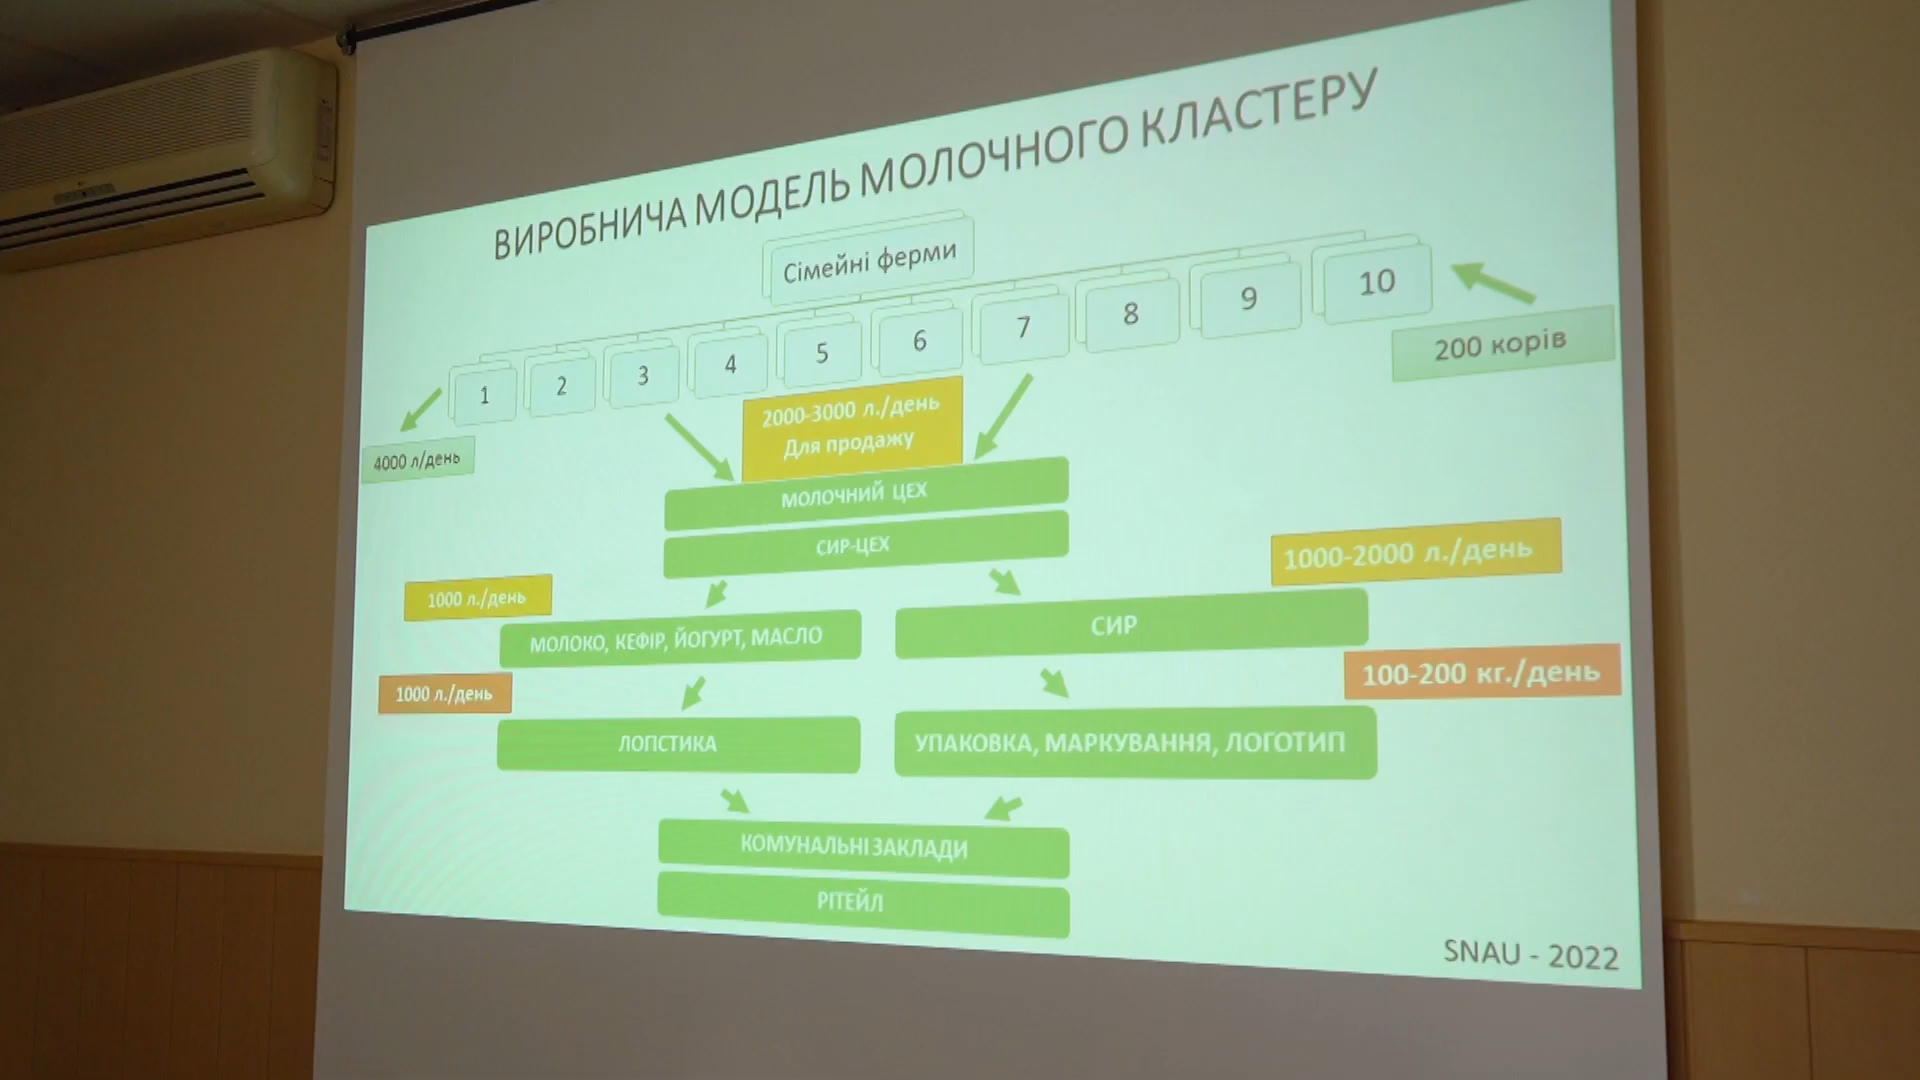 ВИРОБНИЧА МОДЕЛЬ МОЛОЧНОГО КЛАСТЕРУ
Сімейні ферми
1
2
3
4
5
6
7
8
9
10
200 корів
4000 л/день
2000-3000 л./день
Для продажу
МОЛОЧНИЙ ЦЕХ
СИР-ЦЕХ
1000 л./день
1000-2000 л./день
МОЛОКО, КЕФІР, ЙОГУРТ, МАСЛО
СИР
1000 л./день
100-200 кг./день
ЛОГІСТИКА
УПАКОВКА, МАРКУВАННЯ, ЛОГОТИП
КОМУНАЛЬНІ ЗАКЛАДИ
РІТЕЙЛ
SNAU - 2022